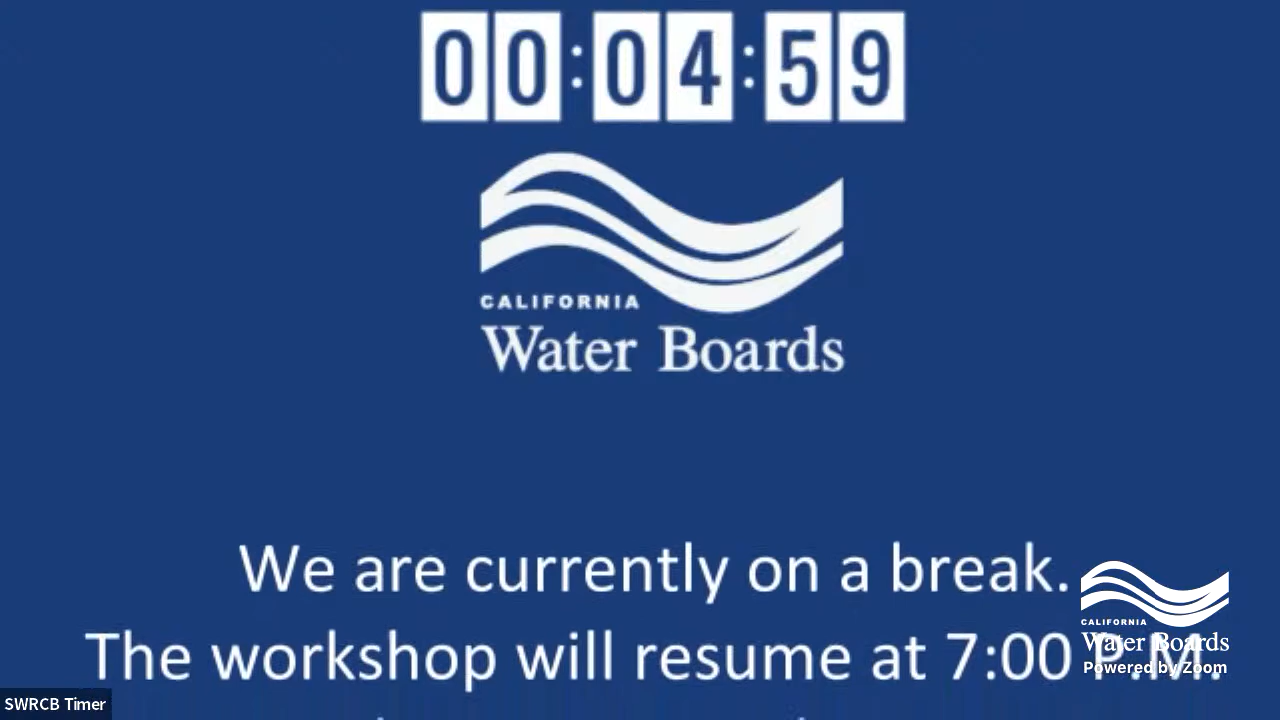 00:04:59
CALIFORNIA
Water Boards
We are currently on a break.
The workshop will resume at 7:00 P.M.
CALIFORNIA
Water Boards
Powered by Zoom
SWRCB Timer